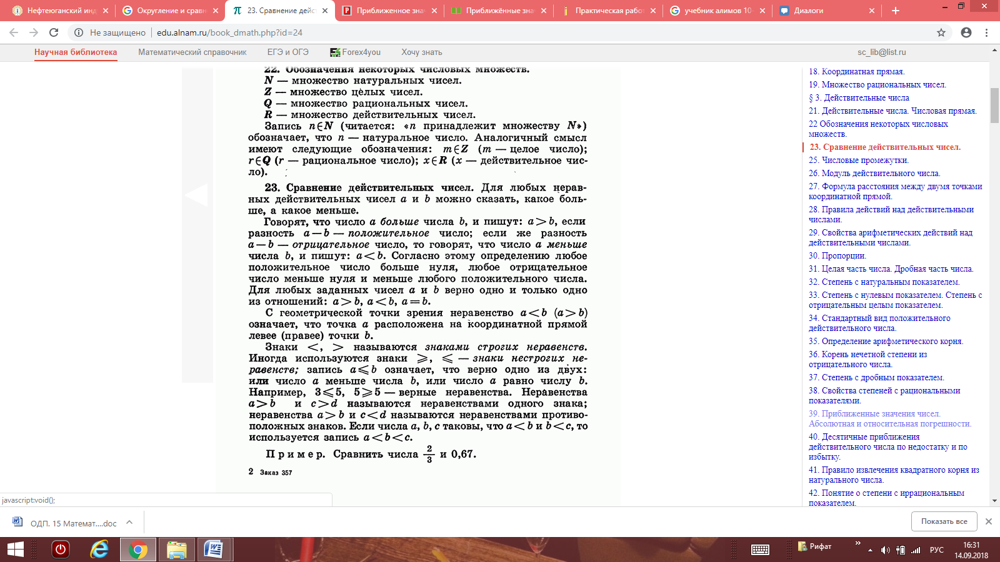 Нефтеюганский инд
Округление и срав
23. Сравнение дейс
Приближенное зна
Приближённые зна
Практическая рабо
учебник алимов 10
Диалоги
Не защищено
edu.alnam.ru/book_dmath.php?id=24
Научная библиотека
Математический справочник
ЕГЭ и ОГЭ
Forex4you
Хочу знать
sc_lib@list.ru
22. Обозначения некоторых числовых множеств.
N — множество натуральных чисел.
Z — множество целых чисел.
Q — множество рациональных чисел.
R — множество действительных чисел.
Запись n∈N (читается: «n принадлежит множеству N»)
обозначает, что n — натуральное число. Аналогичный смысл
имеют следующие обозначения: m∈Z (m — целое число);
r∈Q (r — рациональное число); x∈R (x — действительное чис-
ло).
23. Сравнение действительных чисел. Для любых нерав-
ных действительных чисел a и b можно сказать, какое боль-
ше, а какое меньше.
Говорят, что число a больше числа b, и пишут: a>b, если
разность a—b — положительное число; если же разность
a—b — отрицательное число, то говорят, что число a меньше
числа b, и пишут: a<b. Согласно этому определению любое
положительное число больше нуля, любое отрицательное
число меньше нуля и меньше любого положительного числа.
Для любых заданных чисел a и b верно одно и только одно
из отношений: a>b, a<b, a=b.
С геометрической точки зрения неравенство a<b (a>b)
означает, что точка a расположена на координатной прямой
левее (правее) точки b.
Знаки <, > называются знаками строгих неравенств.
Иногда используются знаки ⩾, ⩽ — знаки нестрогих не-
равенств; запись a⩽b означает, что верно одно из двух:
или число a меньше числа b, или число a равно числу b.
Например, 3⩽5, 5⩾5 — верные неравенства. Неравенства
a>b и c>d называются неравенствами одного знака;
неравенства a>b и c<d называются неравенствами противо-
положных знаков. Если числа a, b, c таковы, что a<b и b<c, то
используется запись a<b<c.
Пример. Сравнить числа 2/3 и 0,67.
2 Заказ 357
18. Координатная прямая.
19. Множество рациональных чисел.
§ 3. Действительные числа
21. Действительные числа. Числовая прямая.
22 Обозначения некоторых числовых
множеств.
23. Сравнение действительных чисел.
25. Числовые промежутки.
26. Модуль действительного числа.
27. Формула расстояния между двумя точками
координатной прямой.
28. Правила действий над действительными
числами.
29. Свойства арифметических действий над
действительными числами.
30. Пропорции.
31. Целая часть числа. Дробная часть числа.
32. Степень с натуральным показателем.
33. Степень с нулевым показателем. Степень с
отрицательным целым показателем.
34. Стандартный вид положительного
действительного числа.
35. Определение арифметического корня.
36. Корень нечетной степени из
отрицательного числа.
37. Степень с дробным показателем.
38. Свойства степеней с рациональными
показателями.
39. Приближенные значения чисел.
Абсолютная и относительная погрешности.
40. Десятичные приближения
действительного числа по недостатку и по
избытку.
41. Правило извлечения квадратного корня из
натурального числа.
42. Понятие о степени с иррациональным
показателем.
javascript:void();
ОДП. 15 Математ....doc
Показать все
Рифат
РУС
16:31
14.09.2018